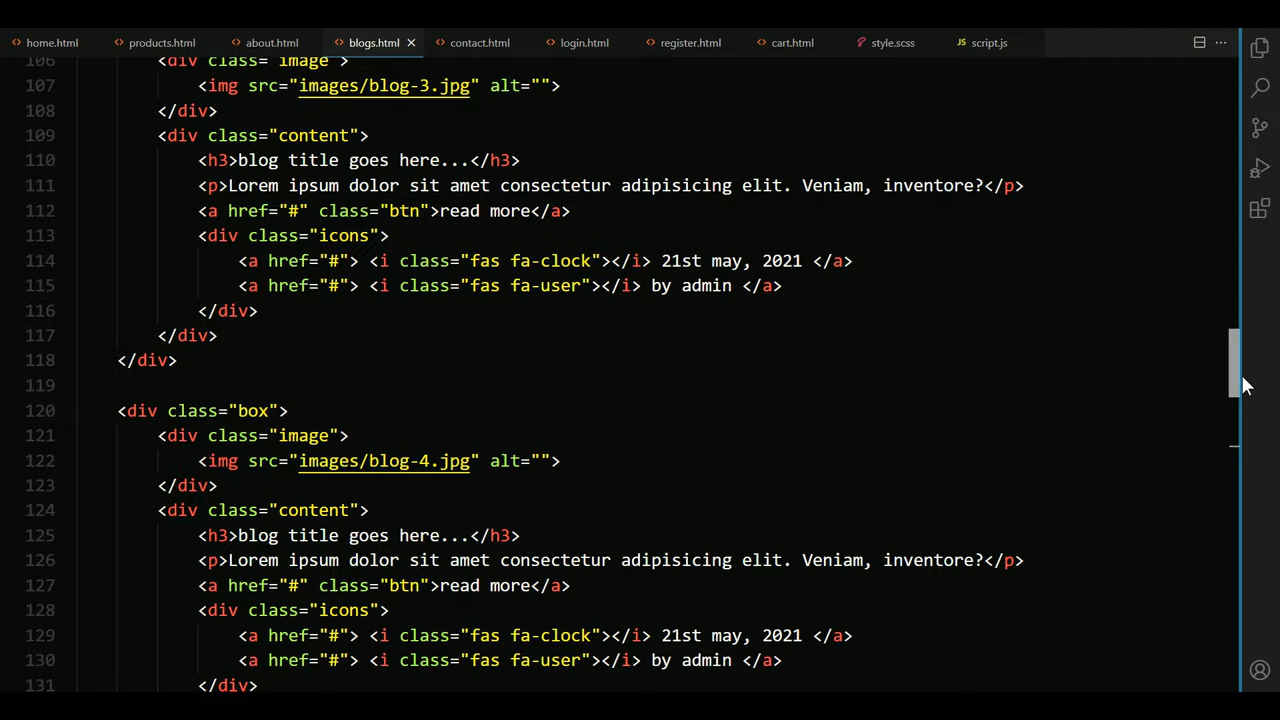 home.html products.html about.html blogs.html contact.html login.html register.html cart.html style.scss JS script.js
106 <div class="image">
107 <img src="images/blog-3.jpg" alt="">
108 </div>
109 <div class="content">
110 <h3>blog title goes here...</h3>
111 <p>Lorem ipsum dolor sit amet consectetur adipisicing elit. Veniam, inventore?</p>
112 <a href="#" class="btn">read more</a>
113 <div class="icons">
114 <a href="#"> <i class="fas fa-clock"></i> 21st may, 2021 </a>
115 <a href="#"> <i class="fas fa-user"></i> by admin </a>
116 </div>
117 </div>
118 </div>
119
120 <div class="box">
121 <div class="image">
122 <img src="images/blog-4.jpg" alt="">
123 </div>
124 <div class="content">
125 <h3>blog title goes here...</h3>
126 <p>Lorem ipsum dolor sit amet consectetur adipisicing elit. Veniam, inventore?</p>
127 <a href="#" class="btn">read more</a>
128 <div class="icons">
129 <a href="#"> <i class="fas fa-clock"></i> 21st may, 2021 </a>
130 <a href="#"> <i class="fas fa-user"></i> by admin </a>
131 </div>